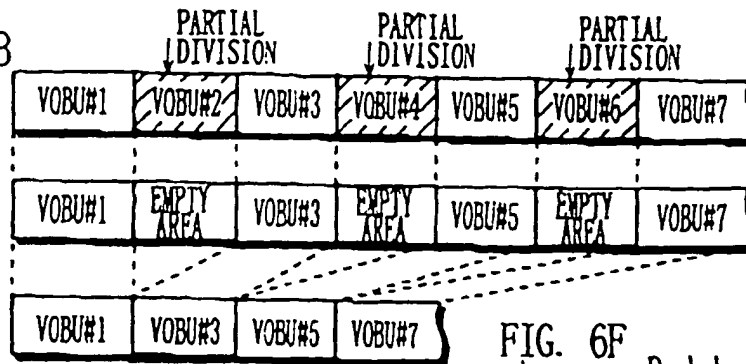 PARTIAL DIVISION PARTIAL DIVISION PARTIAL DIVISION
VOBU#1 VOBU#2 VOBU#3 VOBU#4 VOBU#5 VOBU#6 VOBU#7
VOBU#1 EMPTY AREA VOBU#3 EMPTY AREA VOBU#5 EMPTY AREA VOBU#7
VOBU#1 VOBU#3 VOBU#5 VOBU#7
FIG. 6F